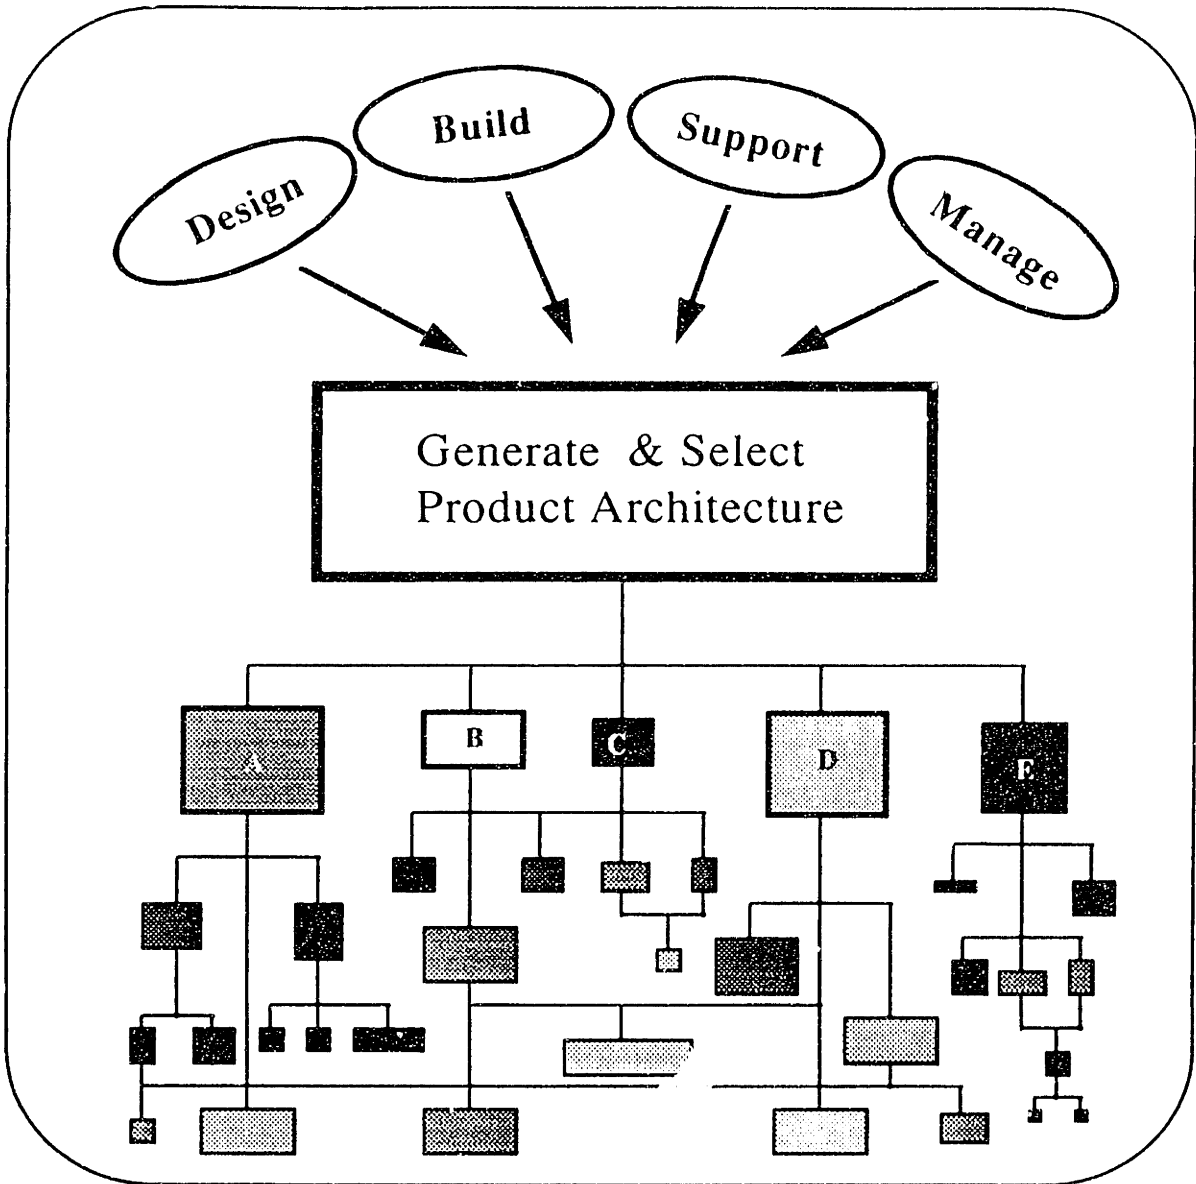 Design
Build
Support
Manage
Generate & Select
Product Architecture
A
B
C
D
E